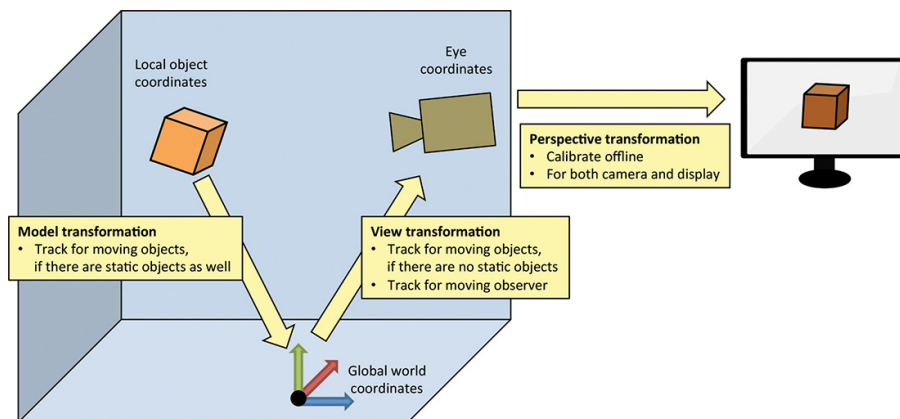 Local object
coordinates
Eye
coordinates
Perspective transformation
• Calibrate offline
• For both camera and display
Model transformation
• Track for moving objects,
if there are static objects as well
View transformation
• Track for moving objects,
if there are no static objects
• Track for moving observer
Global world
coordinates